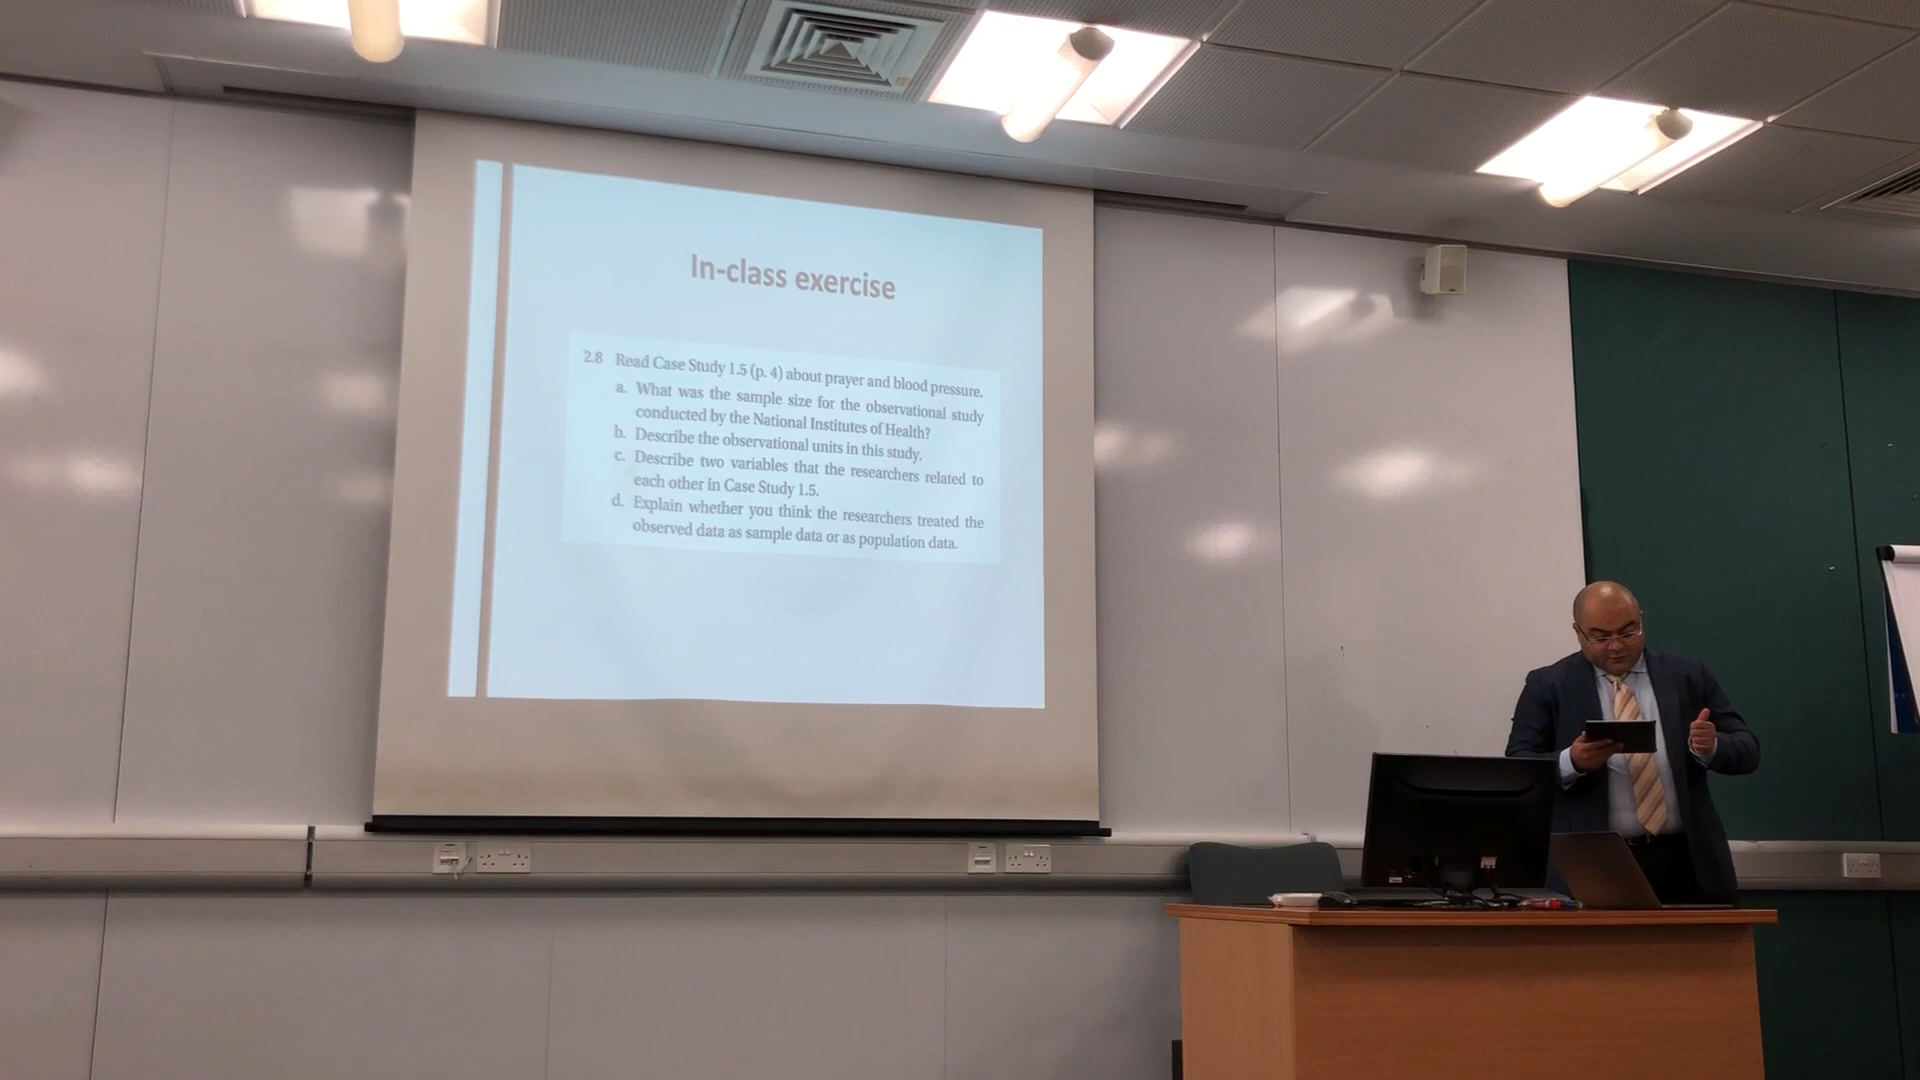 In-class exercise
2.8 Read Case Study 1.5 (p. 4) about prayer and blood pressure.
a. What was the sample size for the observational study
conducted by the National Institutes of Health?
b. Describe the observational units in this study.
c. Describe two variables that the researchers related to
each other in Case Study 1.5.
d. Explain whether you think the researchers treated the
observed data as sample data or as population data.